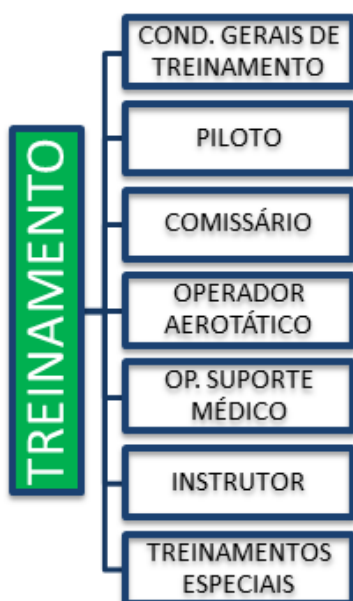 TREINAMENTO
COND. GERAIS DE
TREINAMENTO
PILOTO
COMISSÁRIO
OPERADOR
AEROTÁTICO
OP. SUPORTE
MÉDICO
INSTRUTOR
TREINAMENTOS
ESPECIAIS